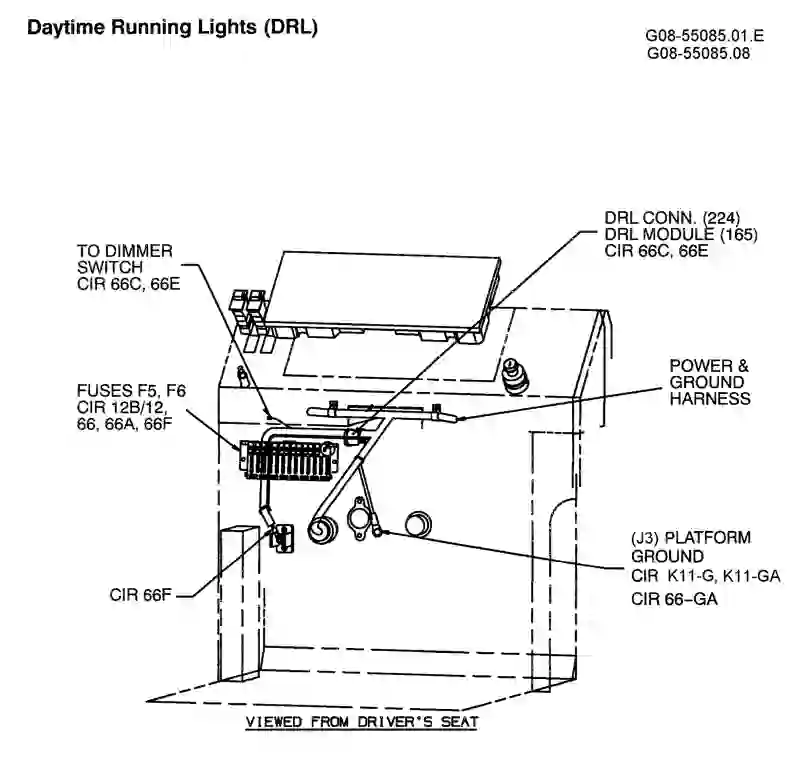 Daytime Running Lights (DRL)
G08-55085.01.E
G08-55085.08
DRL CONN. (224)
DRL MODULE (165)
CIR 66C, 66E
TO DIMMER
SWITCH
CIR 66C, 66E
POWER &
GROUND
HARNESS
FUSES F5, F6
CIR 12B/12,
66, 66A, 66F
(J3) PLATFORM
GROUND
CIR K11-G, K11-GA
CIR 66-GA
CIR 66F
VIEWED FROM DRIVER'S SEAT